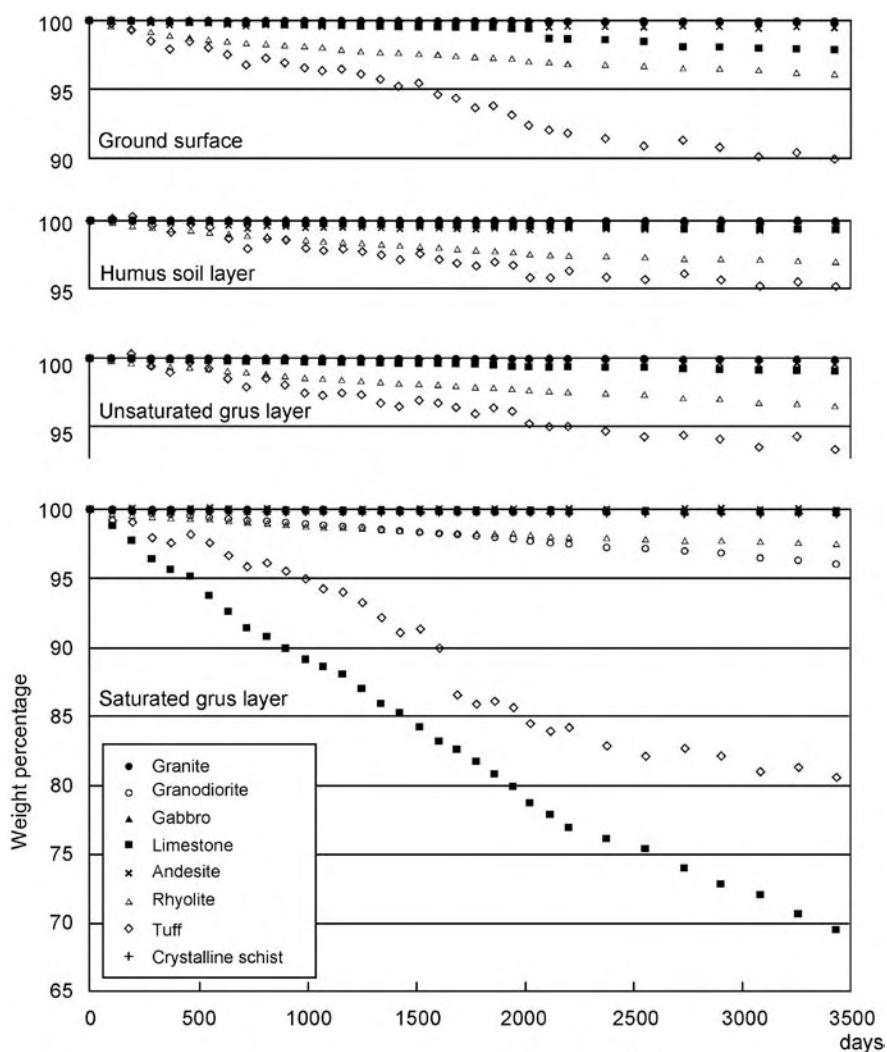 100
95
90
Ground surface
100
95
Humus soil layer
100
95
Unsaturated grus layer
100
95
90
85
80
75
70
65
Weight percentage
Saturated grus layer
Granite
Granodiorite
Gabbro
Limestone
Andesite
Rhyolite
Tuff
Crystalline schist
0 500 1000 1500 2000 2500 3000 3500
days